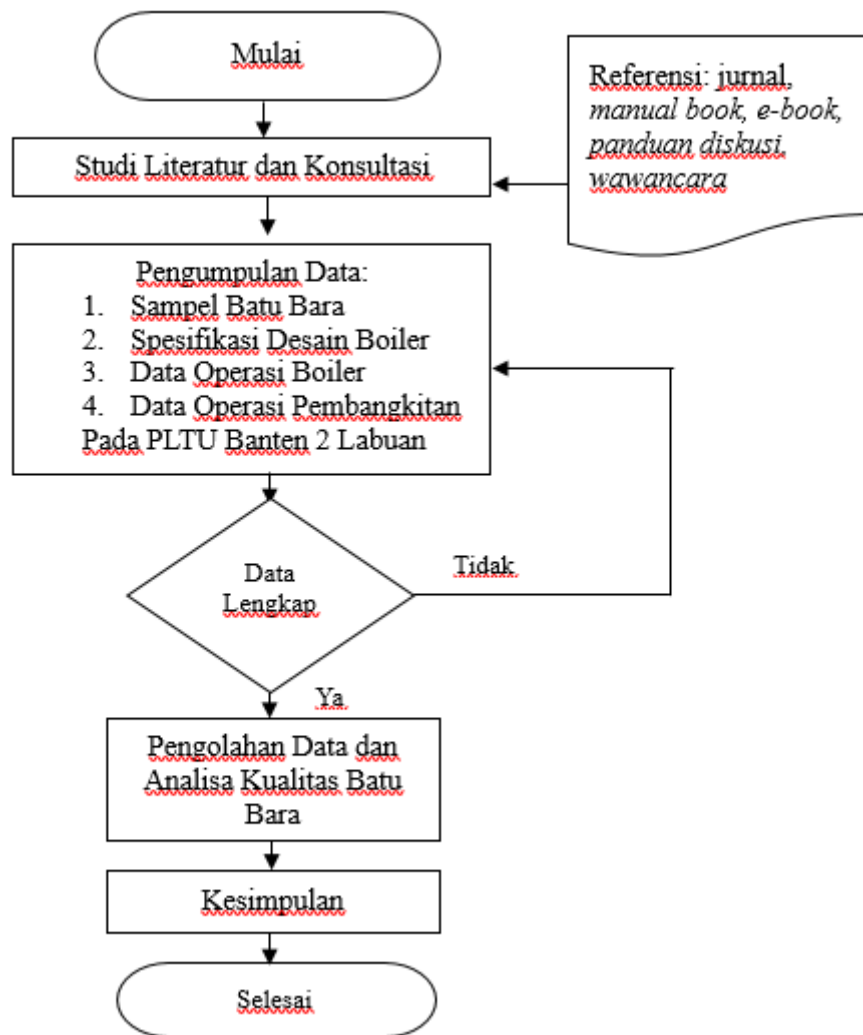 Mulai
Referensi: jurnal,
manual book, e-book,
panduan diskusi,
wawancara
Studi Literatur dan Konsultasi
Pengumpulan Data:
1. Sampel Batu Bara
2. Spesifikasi Desain Boiler
3. Data Operasi Boiler
4. Data Operasi Pembangkitan
Pada PLTU Banten 2 Labuan
Data
Lengkap
Tidak
Ya
Pengolahan Data dan
Analisa Kualitas Batu
Bara
Kesimpulan
Selesai